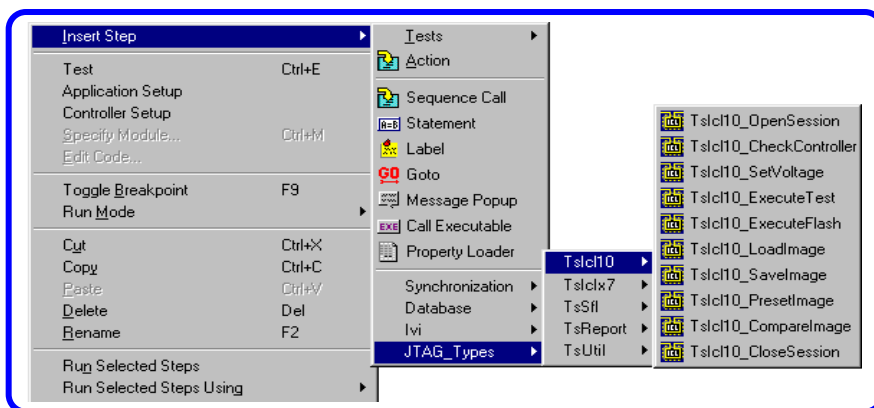 Insert Step
Test Ctrl+E
Application Setup
Controller Setup
Specify Module... Ctrl+M
Edit Code...
Toggle Breakpoint F9
Run Mode
Cut Ctrl+X
Copy Ctrl+C
Paste Ctrl+V
Delete Del
Rename F2
Run Selected Steps
Run Selected Steps Using
Tests
Action
Sequence Call
A=B Statement
Label
GO Goto
Message Popup
EXE Call Executable
Property Loader
Synchronization
Database
Ivi
JTAG_Types
TsIcl10
TsIclx7
TsSfl
TsReport
TsUtil
TsIcl10_OpenSession
TsIcl10_CheckController
TsIcl10_SetVoltage
TsIcl10_ExecuteTest
TsIcl10_ExecuteFlash
TsIcl10_LoadImage
TsIcl10_SaveImage
TsIcl10_PresetImage
TsIcl10_CompareImage
TsIcl10_CloseSession